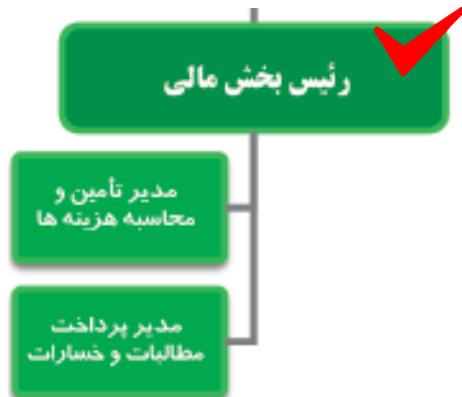 رئیس بخش مالی
مدیر تأمین و
محاسبه هزینه ها
مدیر پرداخت
مطالبات و خسارات